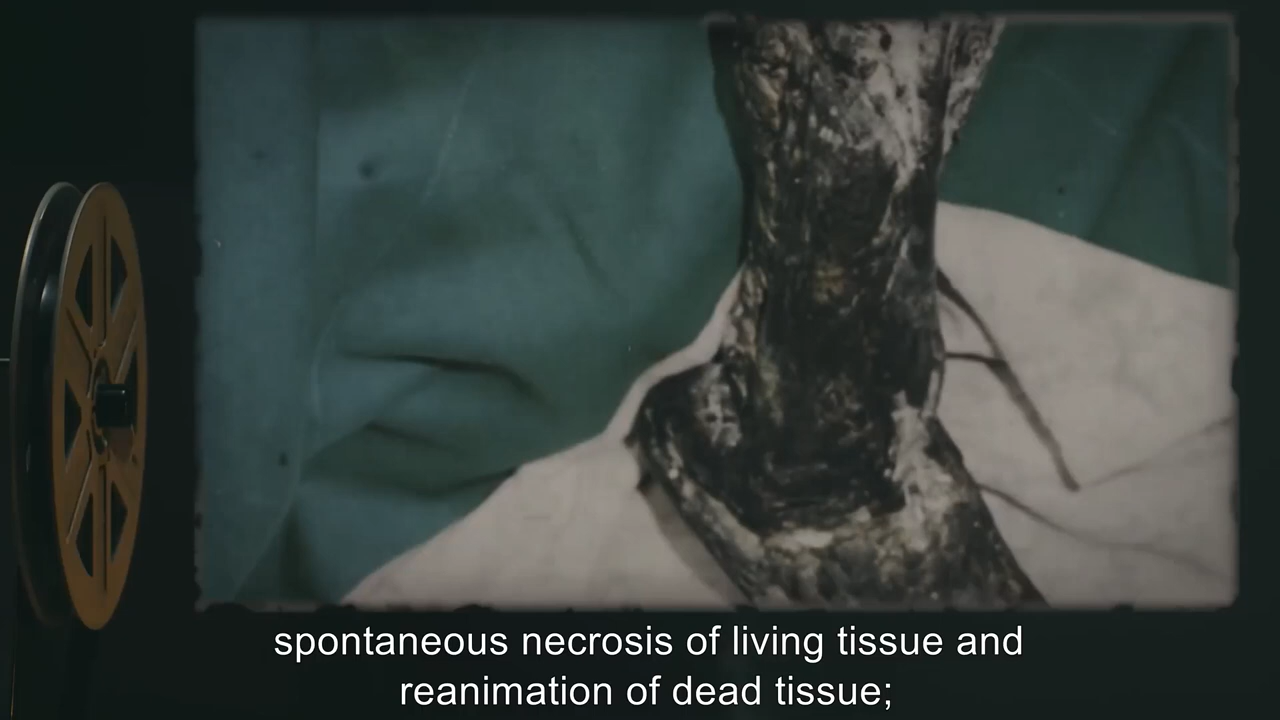 spontaneous necrosis of living tissue and
reanimation of dead tissue;